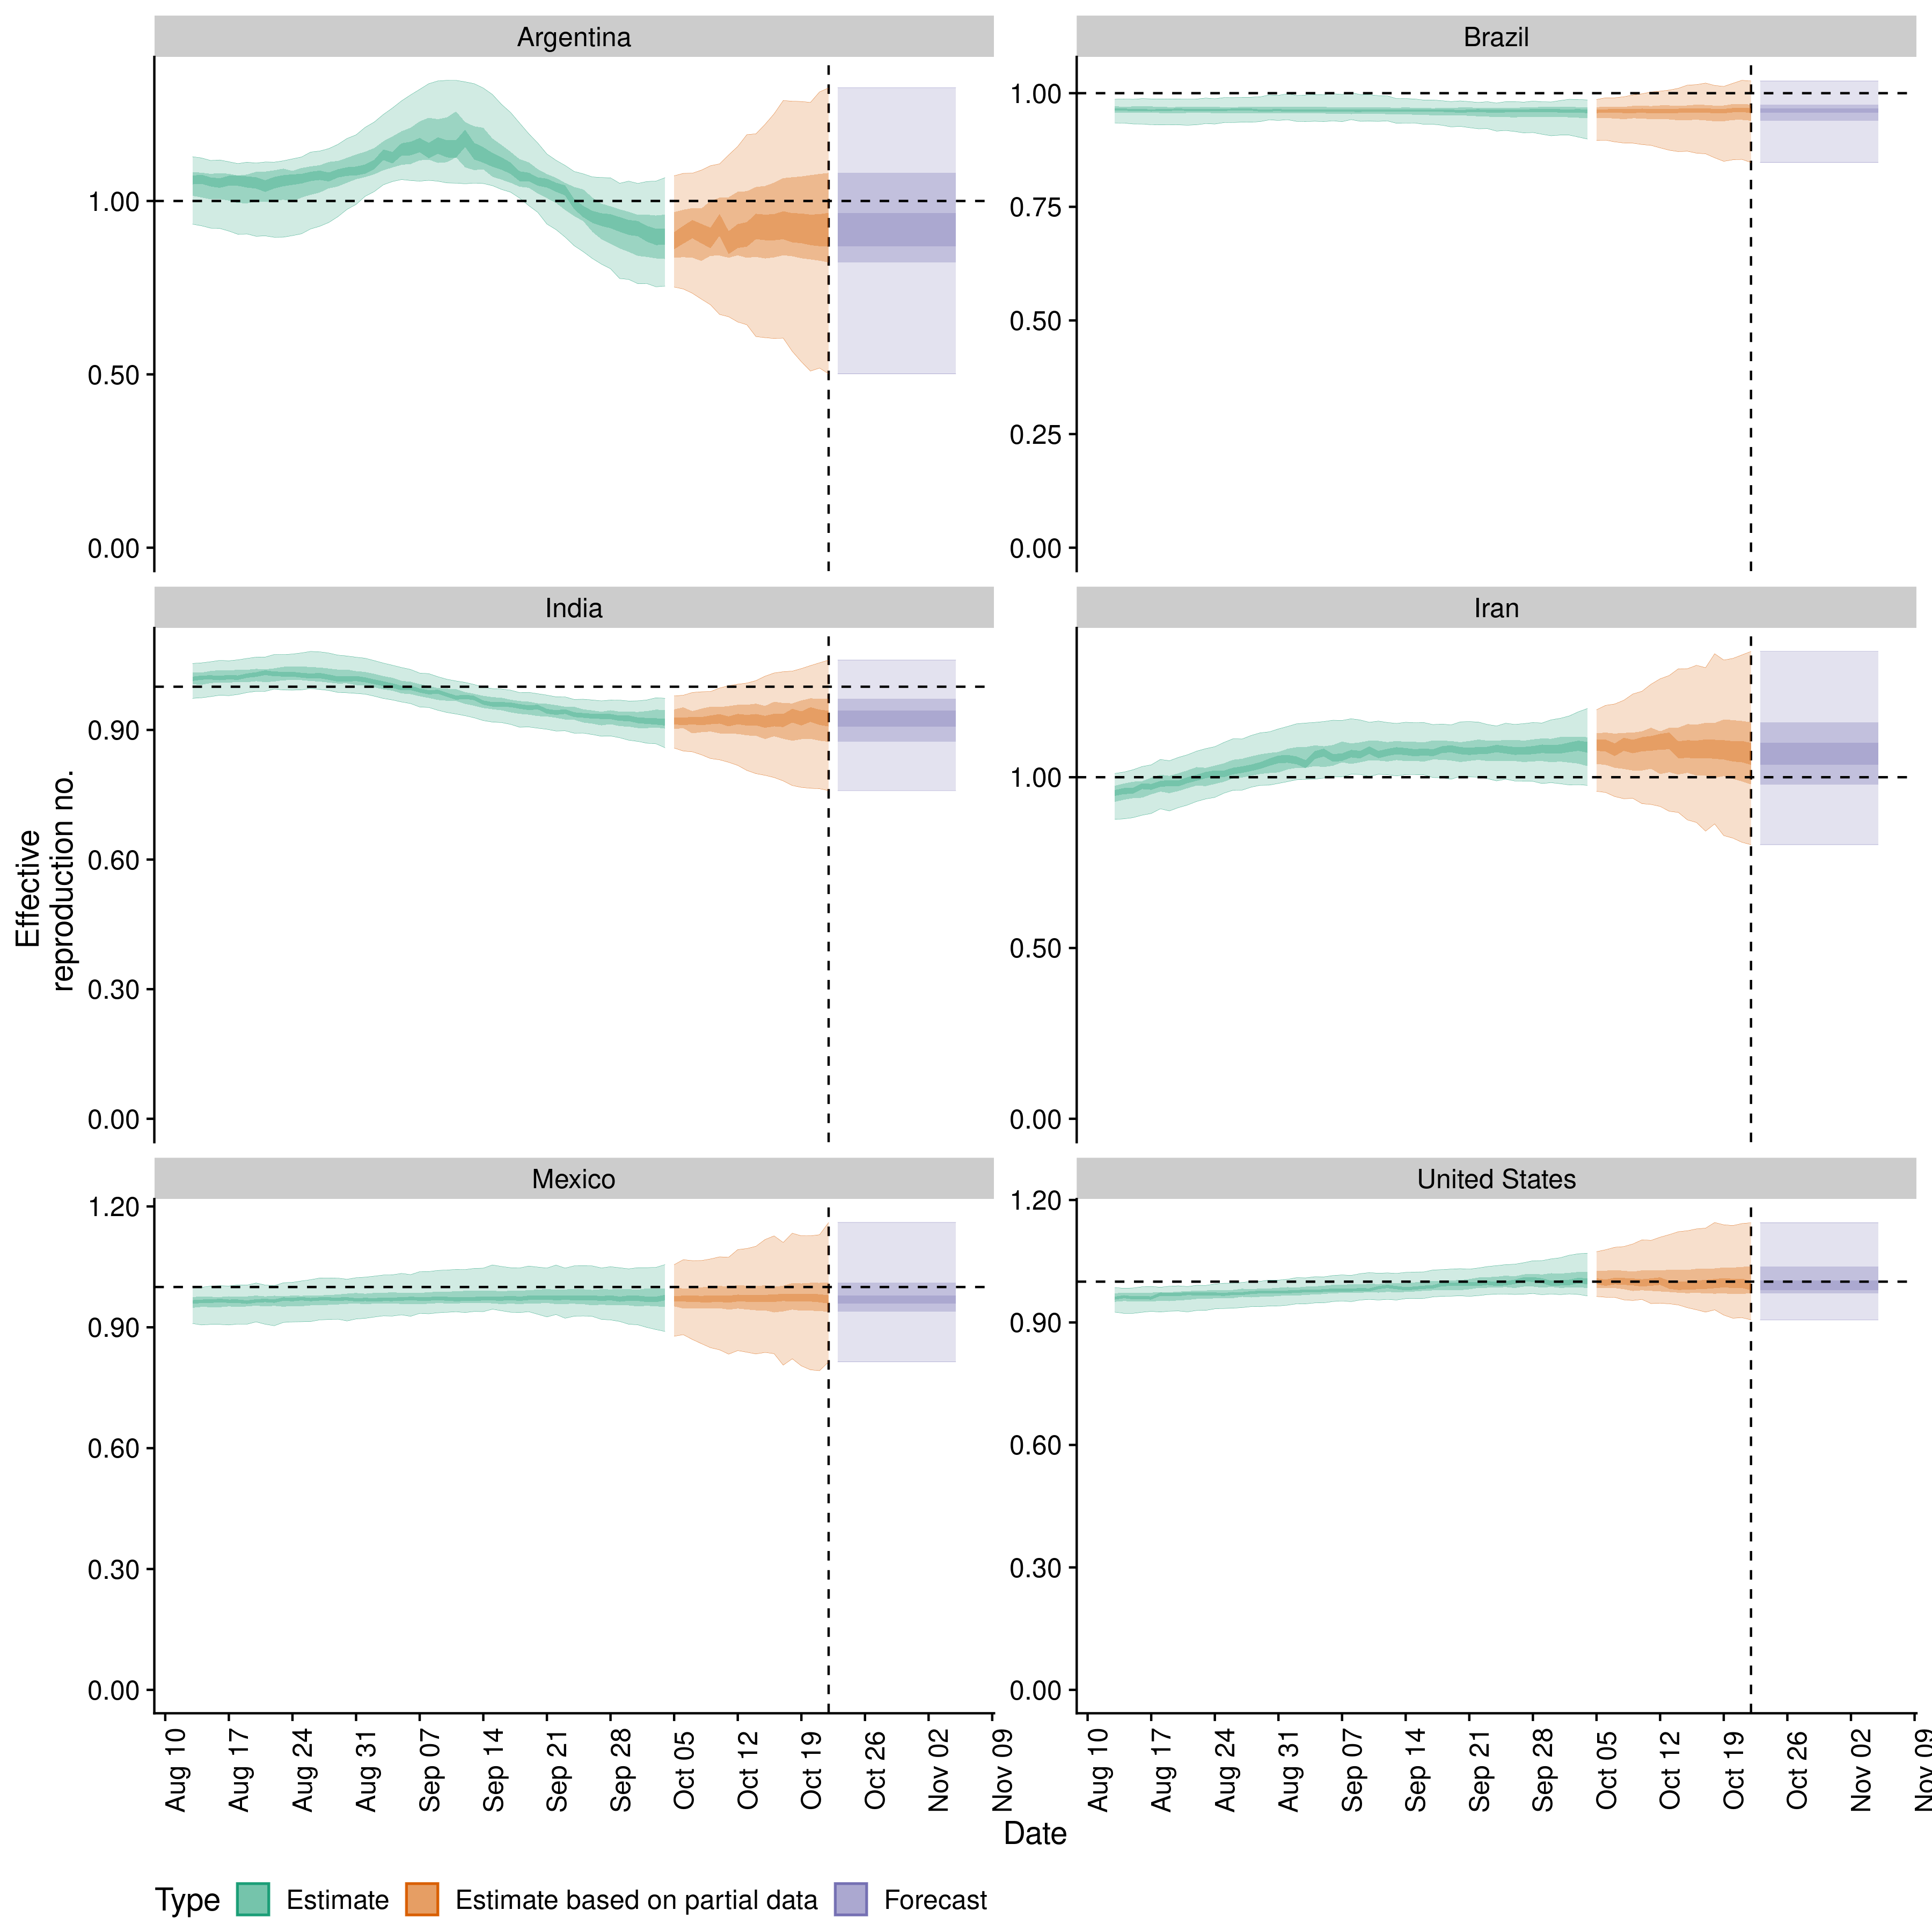 Argentina
Brazil
1.00
0.50
0.00
1.00
0.75
0.50
0.25
0.00
India
Iran
0.90
0.60
0.30
0.00
1.00
0.50
0.00
Effective
reproduction no.
Mexico
United States
1.20
0.90
0.60
0.30
0.00
1.20
0.90
0.60
0.30
0.00
Aug 10
Aug 17
Aug 24
Aug 31
Sep 07
Sep 14
Sep 21
Sep 28
Oct 05
Oct 12
Oct 19
Oct 26
Nov 02
Nov 09
Aug 10
Aug 17
Aug 24
Aug 31
Sep 07
Sep 14
Sep 21
Sep 28
Oct 05
Oct 12
Oct 19
Oct 26
Nov 02
Nov 09
Date
Type Estimate Estimate based on partial data Forecast